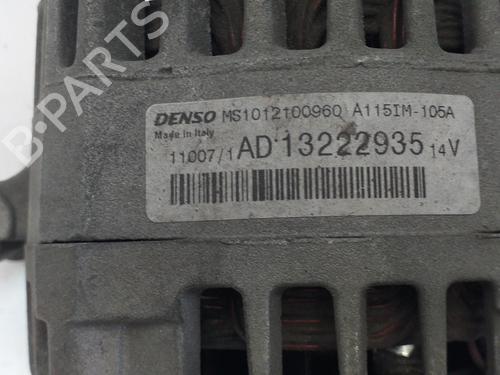 B-PARTS
DENSO MS1012100960 A115IM-105A
Made in Italy
11007/1 AD 13222935 14V